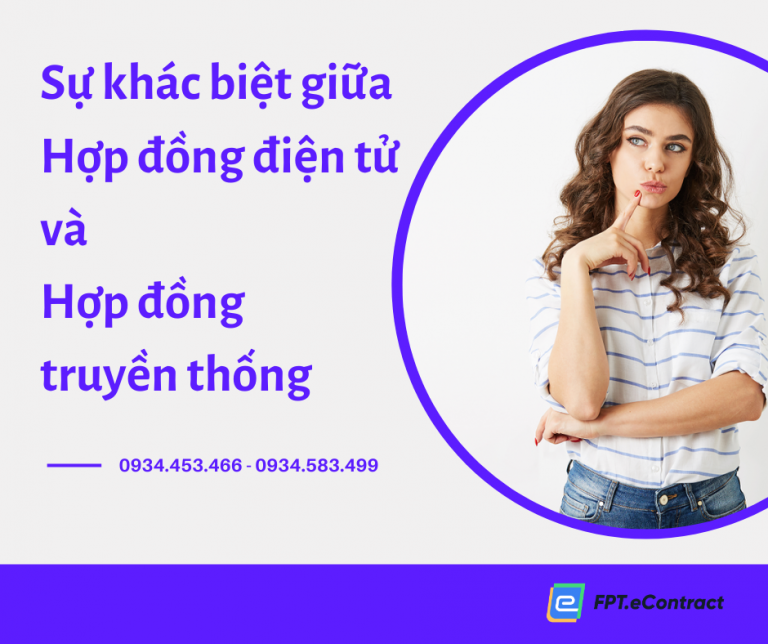 Sự khác biệt giữa
Hợp đồng điện tử
và
Hợp đồng
truyền thống
0934.453.466 - 0934.583.499
FPT.eContract